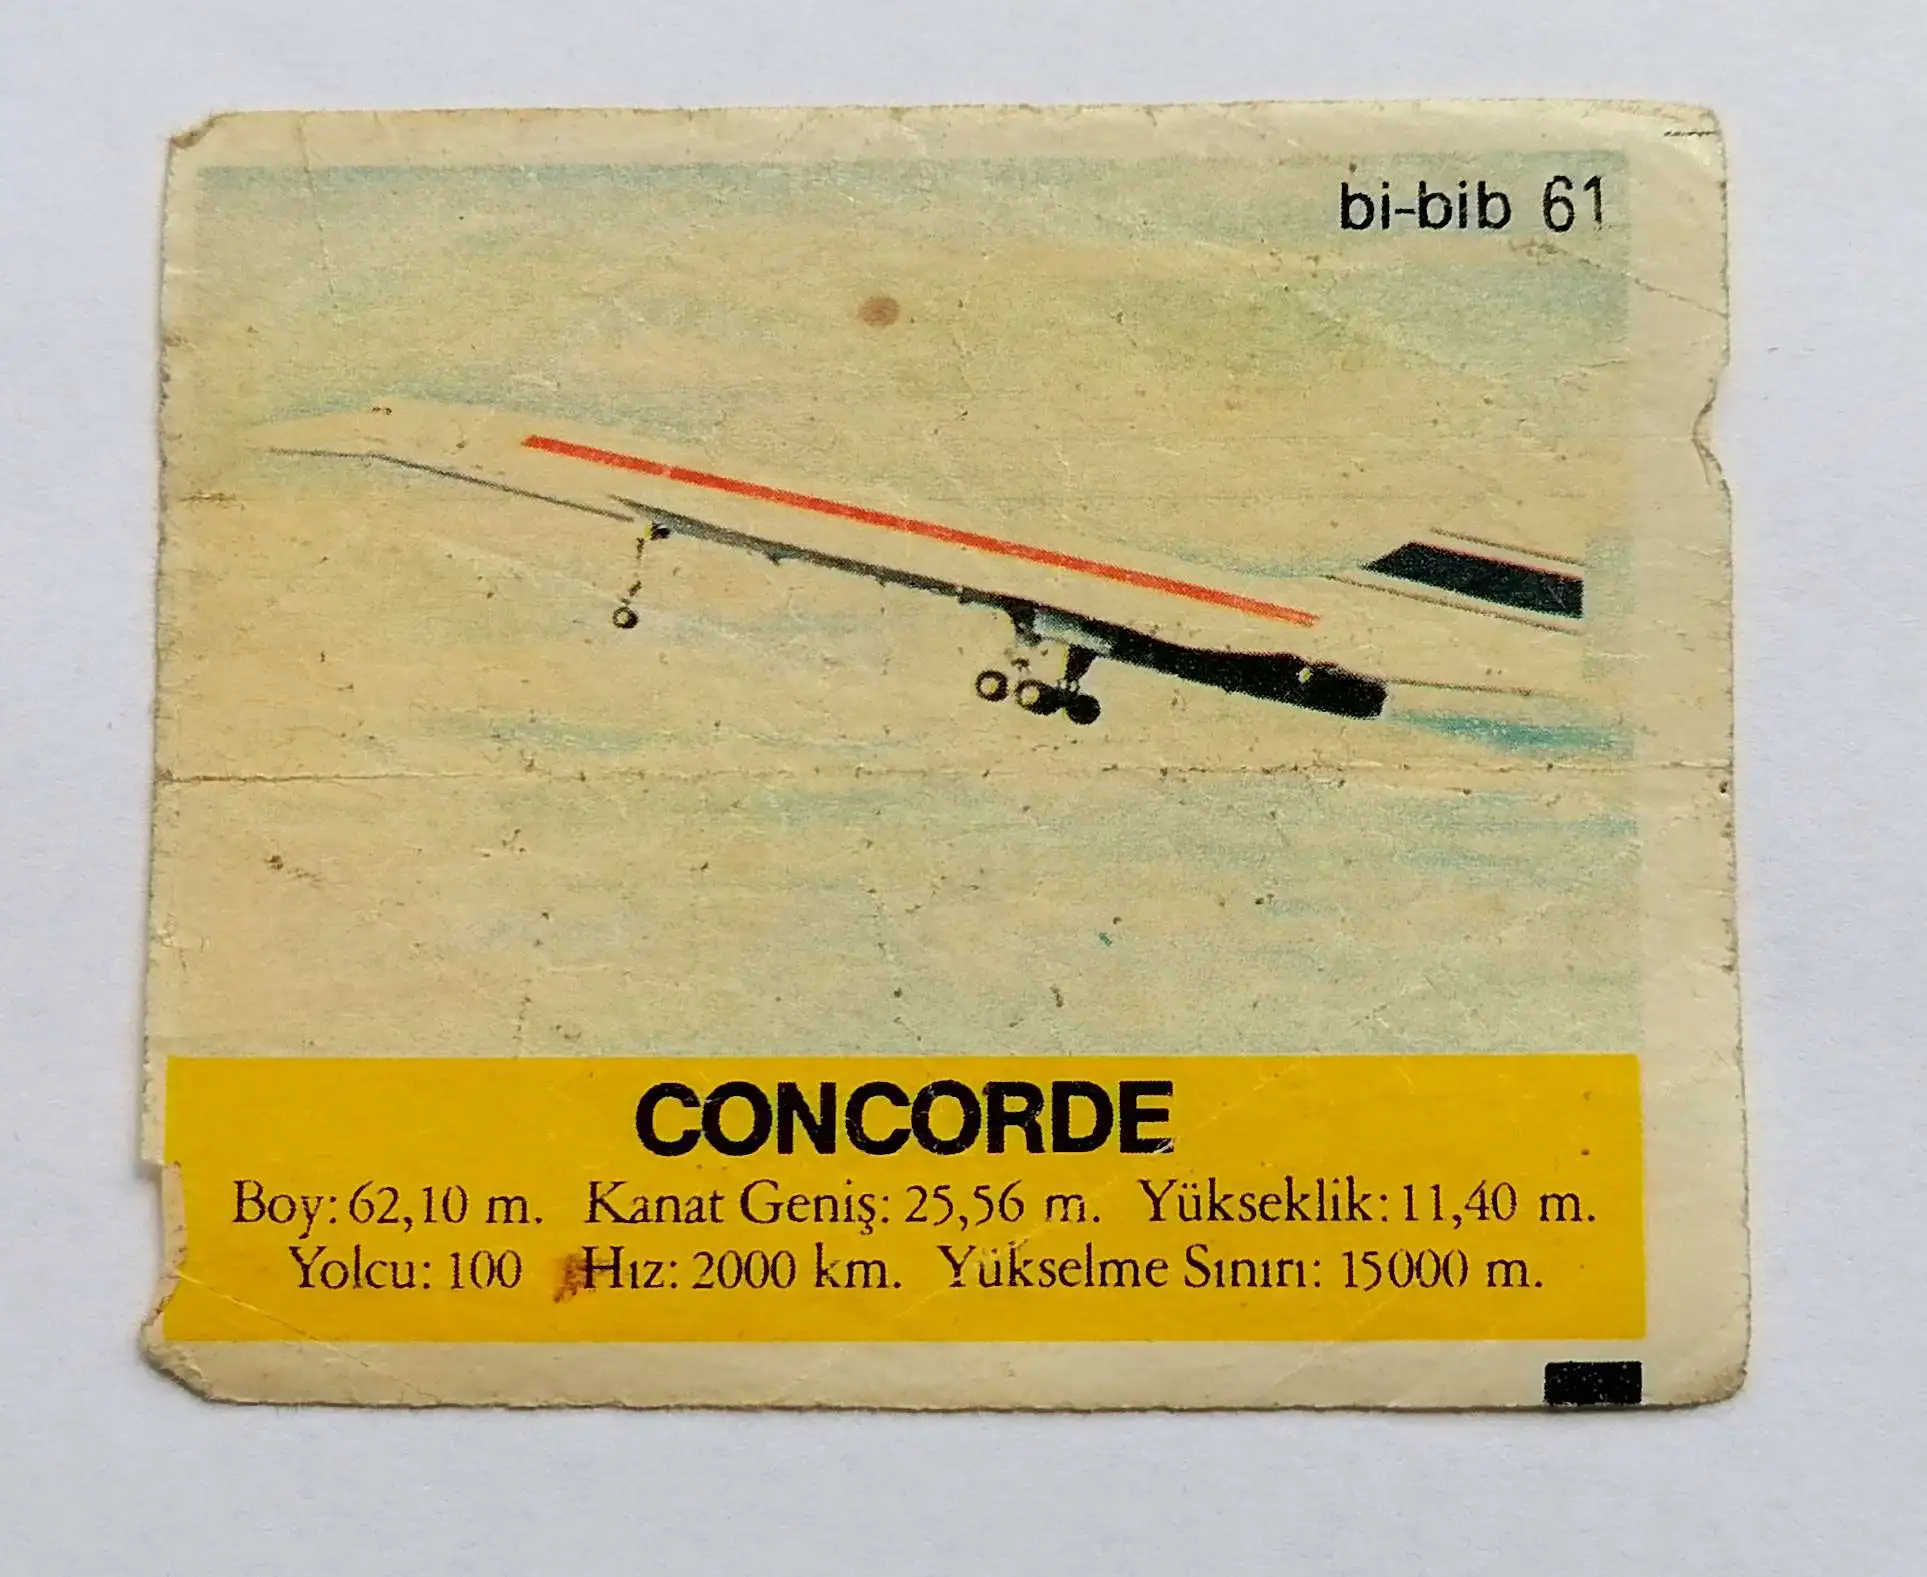 bi-bib 61
CONCORDE
Boy: 62,10 m. Kanat Geniş: 25,56 m. Yükseklik: 11,40 m.
Yolcu: 100 Hız: 2000 km. Yükselme Sınırı: 15000 m.